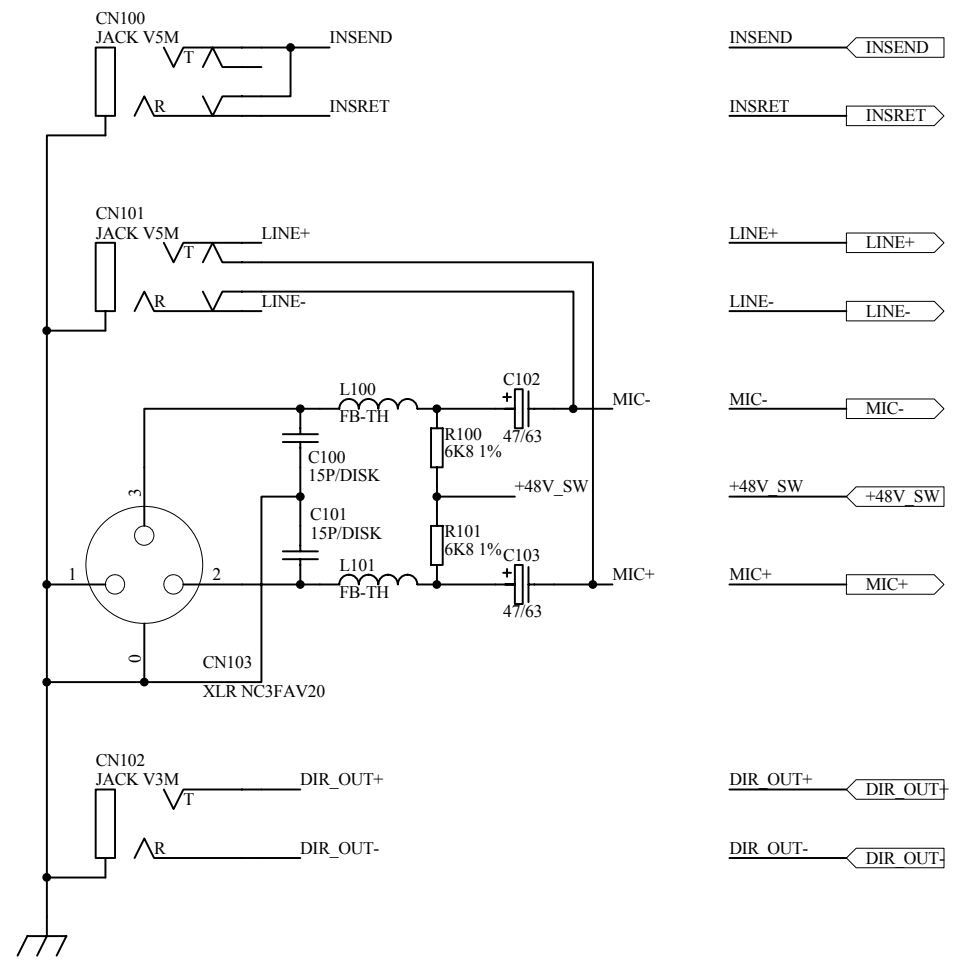 CN100
JACK V5M
T
INSEND
R
INSRET
INSEND
INSEND
INSRET
INSRET
CN101
JACK V5M
T
LINE+
R
LINE-
LINE+
LINE+
LINE-
LINE-
L100
FB-TH
C102
+
47/63
MIC-
R100
6K8 1%
C100
15P/DISK
+48V_SW
C101
15P/DISK
R101
6K8 1%
L101
FB-TH
C103
+
47/63
MIC+
3
1
2
0
CN103
XLR NC3FAV20
MIC-
MIC-
+48V_SW
+48V_SW
MIC+
MIC+
CN102
JACK V3M
T
DIR_OUT+
R
DIR_OUT-
DIR_OUT+
DIR_OUT+
DIR_OUT-
DIR_OUT-